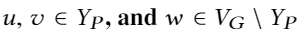 u, v ∈ Y_P, and w ∈ V_G \ Y_P